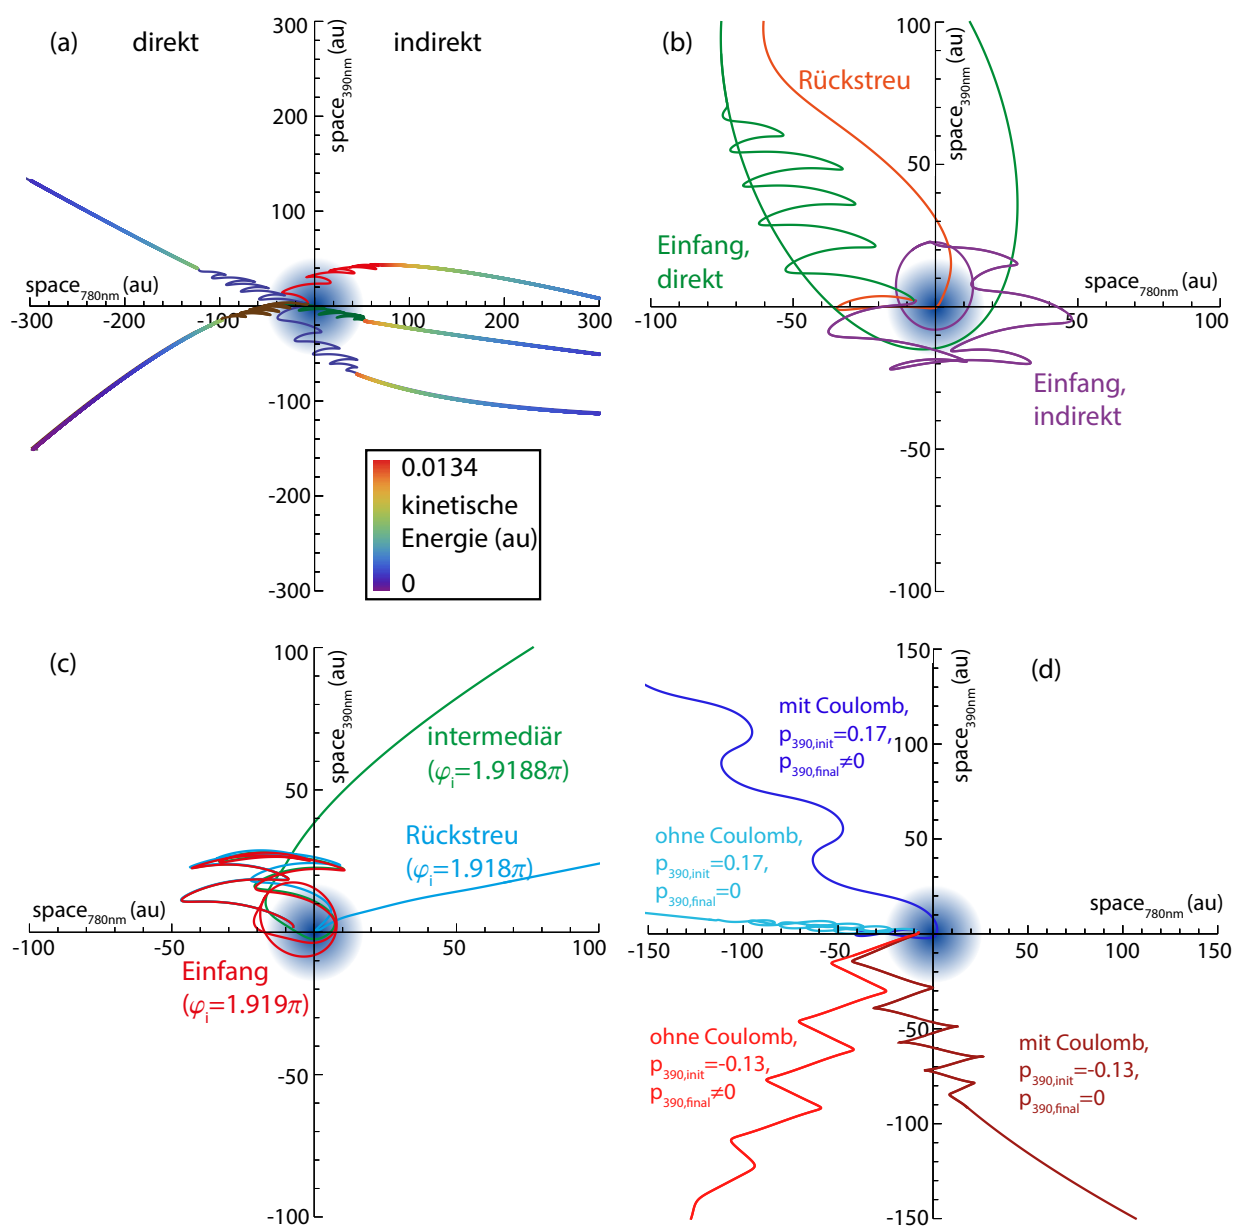 (a)
direkt
indirekt
space390nm (au)
300
200
100
-100
-200
-300
space780nm (au)
-300
-200
-100
0
100
200
300
0.0134
kinetische
Energie (au)
0
(b)
Rückstreu
space390nm (au)
100
50
-50
-100
Einfang,
direkt
space780nm (au)
-100
-50
0
50
100
Einfang,
indirekt
(c)
space390nm (au)
100
50
-50
-100
intermediär
(φi=1.9188π)
Rückstreu
(φi=1.918π)
space780nm (au)
-100
-50
0
50
100
Einfang
(φi=1.919π)
(d)
space390nm (au)
150
100
50
-50
-100
-150
mit Coulomb,
p390,init=0.17,
p390,final≠0
ohne Coulomb,
p390,init=0.17,
p390,final=0
space780nm (au)
-150
-100
-50
0
50
100
150
ohne Coulomb,
p390,init=-0.13,
p390,final≠0
mit Coulomb,
p390,init=-0.13,
p390,final=0